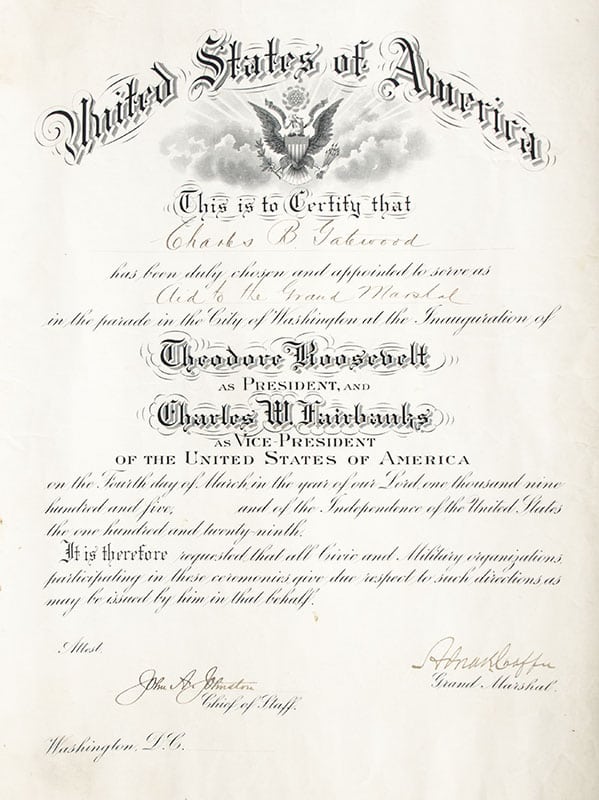 United States of America
This is to Certify that
Charles B. Gatewood
has been duly chosen and appointed to serve as
Aid to the Grand Marshal
in the parade in the City of Washington at the Inauguration of
Theodore Roosevelt
AS PRESIDENT, AND
Charles W. Fairbanks
AS VICE-PRESIDENT
OF THE UNITED STATES OF AMERICA
on the Fourth day of March, in the year of our Lord, one thousand nine
hundred and five, and of the Independence of the United States
the one hundred and twenty-ninth.
It is therefore requested that all Civic and Military organizations
participating in these ceremonies give due respect to such directions as
may be issued by him in that behalf.
Attest.
John A. Johnston
Grand Marshal.
Chief of Staff.
Washington, D.C.